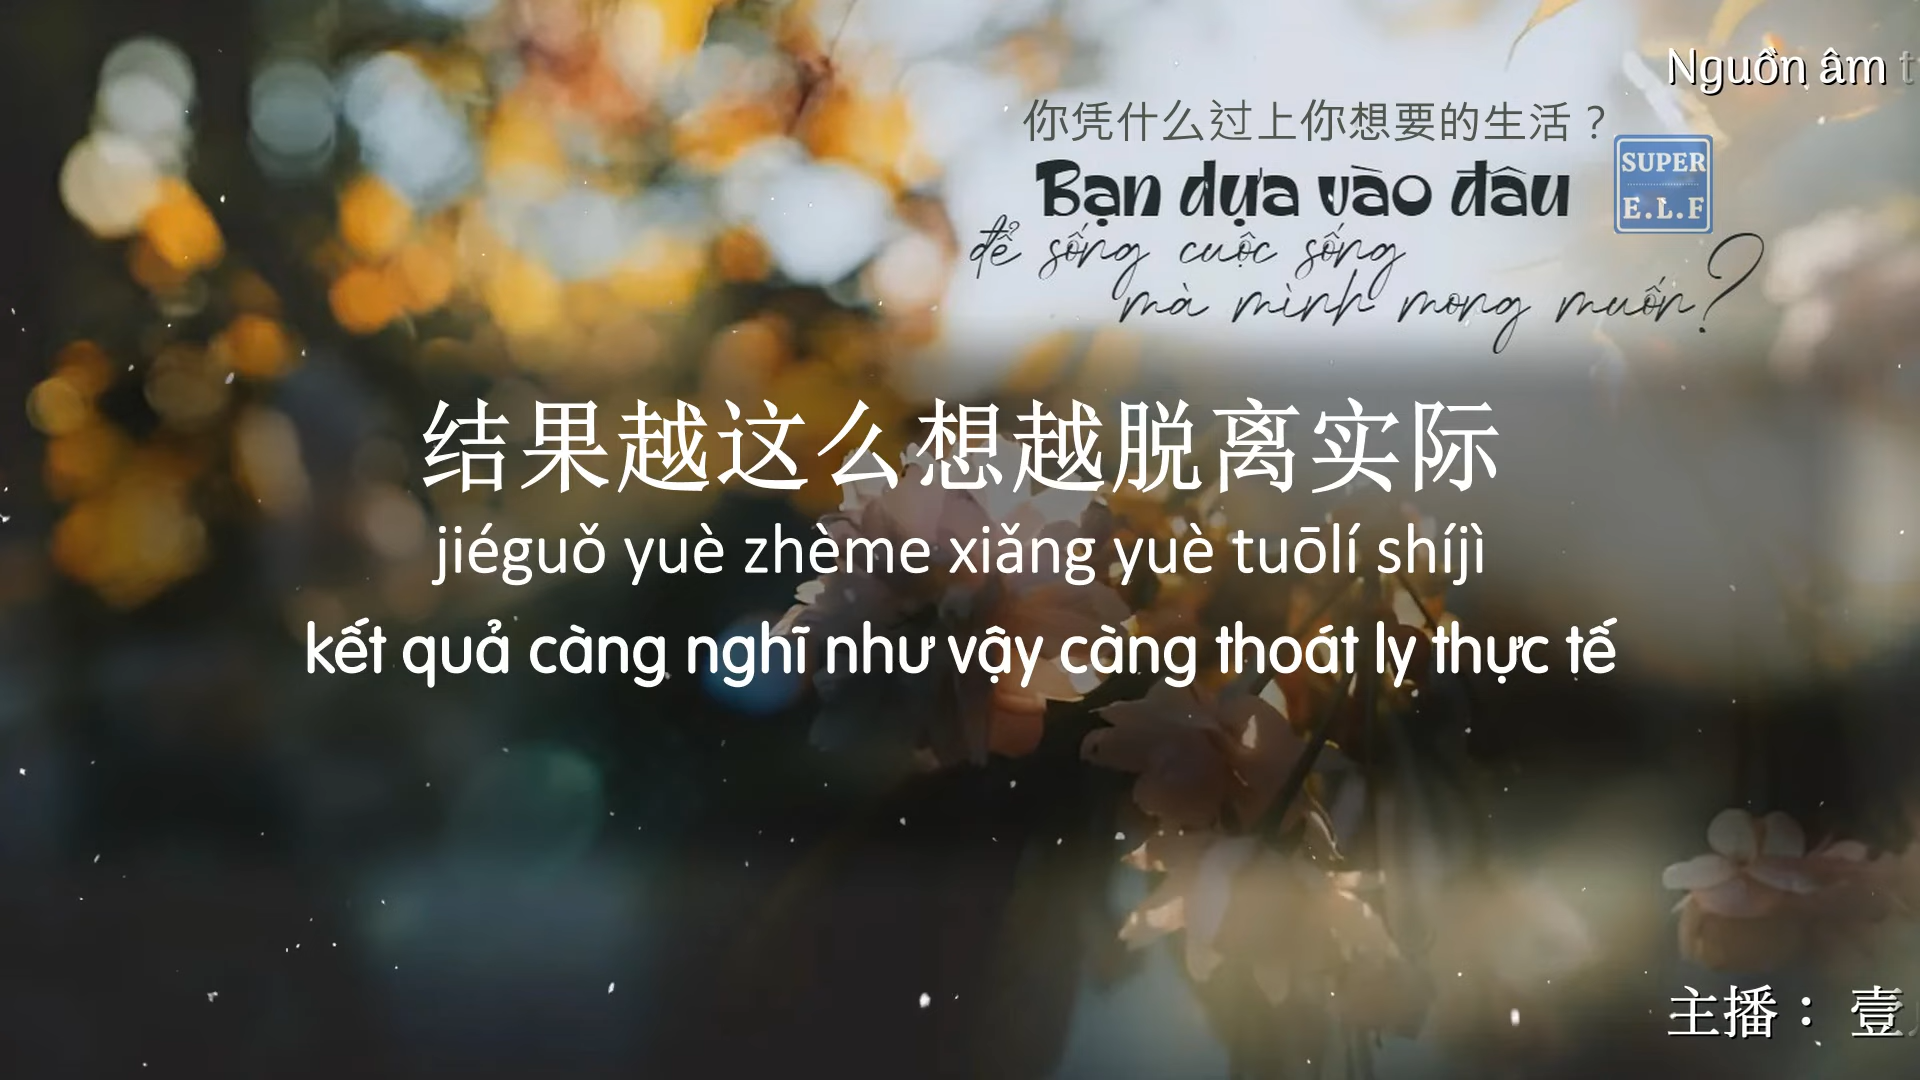 Nguồn âm
你凭什么过上你想要的生活？
Bạn dựa vào đâu
SUPER
E.L.F
để sống cuộc sống
mà mình mong muốn?
结果越这么想越脱离实际
jiéguǒ yuè zhème xiǎng yuè tuōlí shíjì
kết quả càng nghĩ như vậy càng thoát ly thực tế
主播： 壹